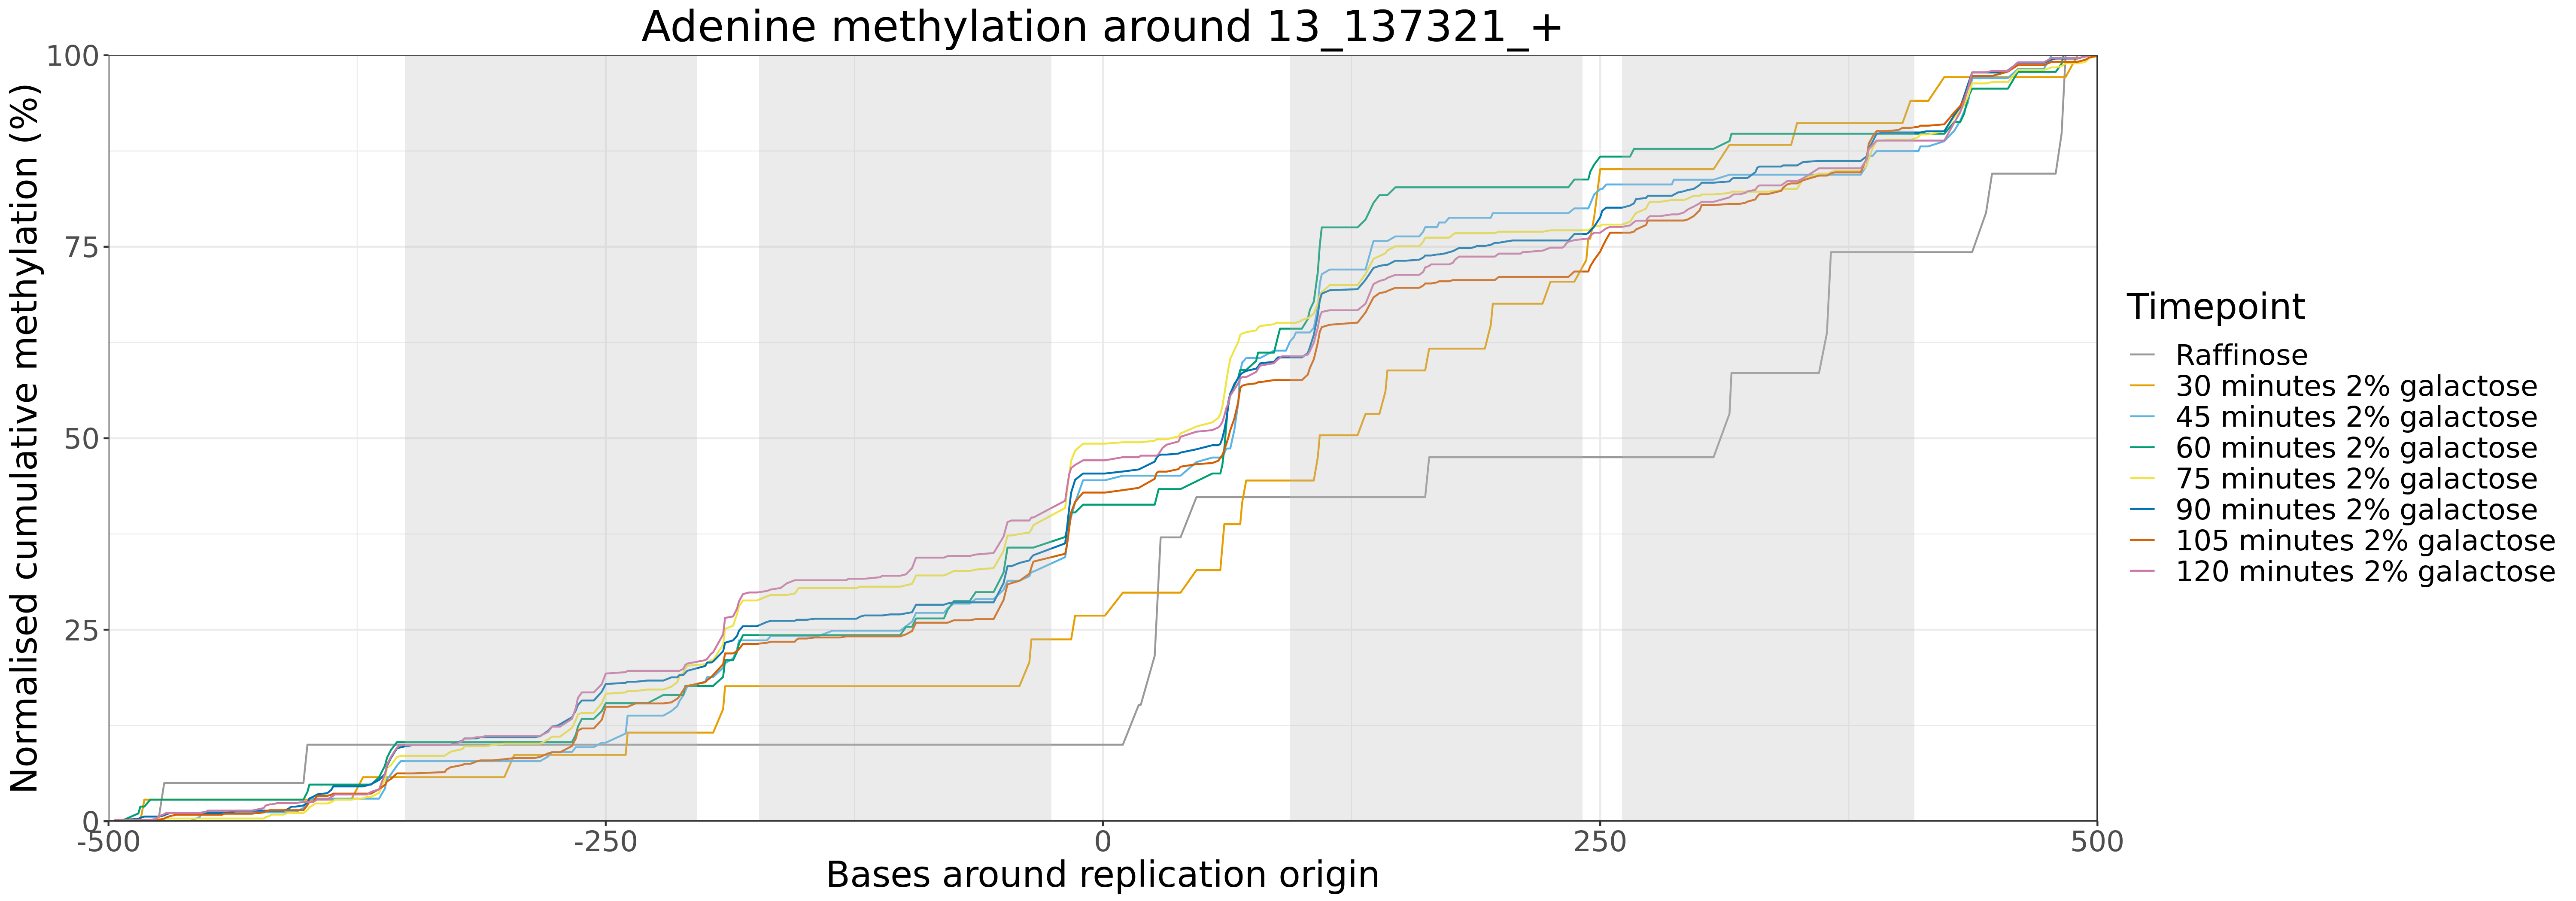 Adenine methylation around 13_137321_+
Normalised cumulative methylation (%)
100
75
50
25
0
-500
-250
0
250
500
Bases around replication origin
Timepoint
Raffinose
30 minutes 2% galactose
45 minutes 2% galactose
60 minutes 2% galactose
75 minutes 2% galactose
90 minutes 2% galactose
105 minutes 2% galactose
120 minutes 2% galactose